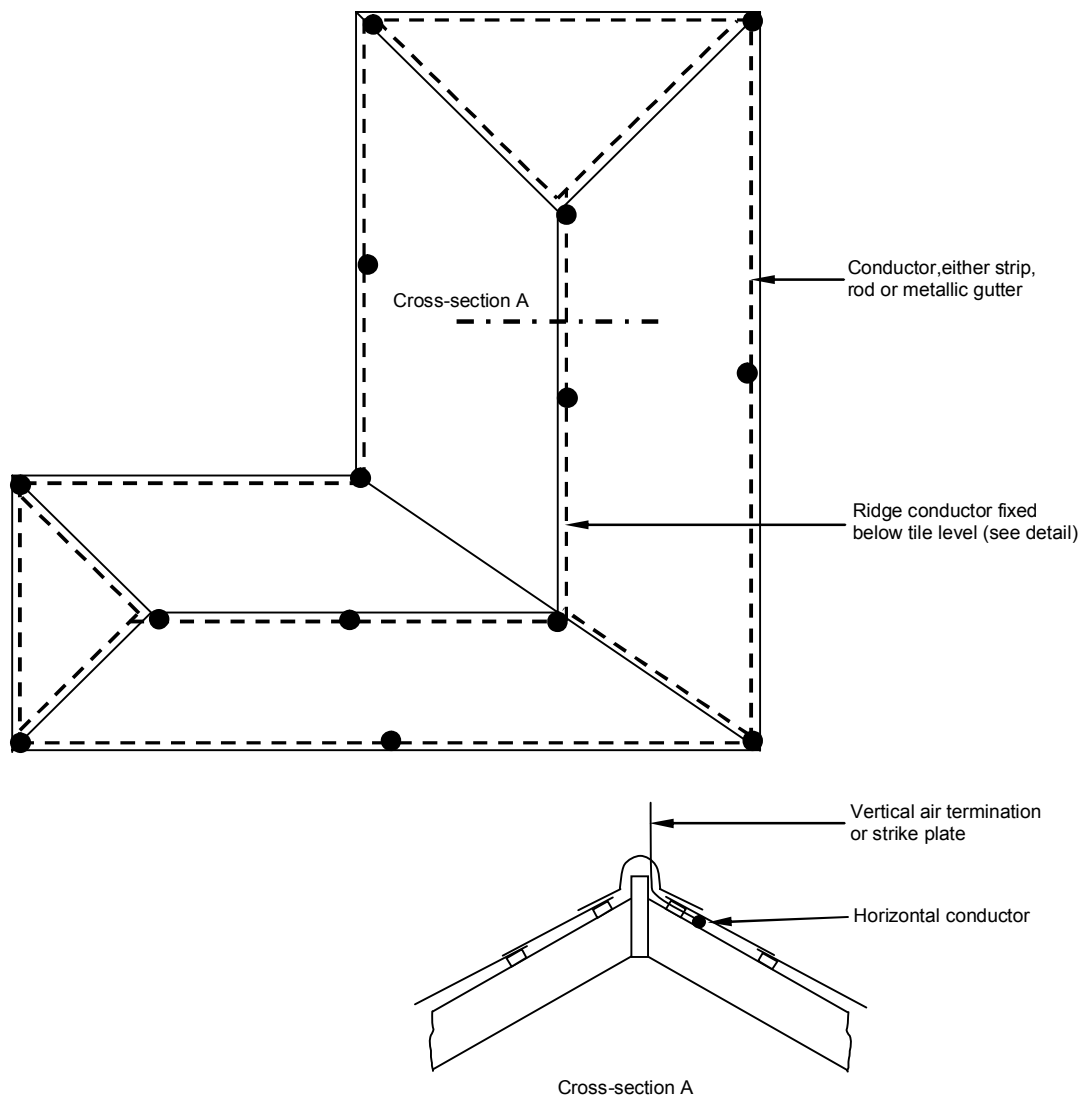 Cross-section A
Conductor,either strip,
rod or metallic gutter
Ridge conductor fixed
below tile level (see detail)
Vertical air termination
or strike plate
Horizontal conductor
Cross-section A